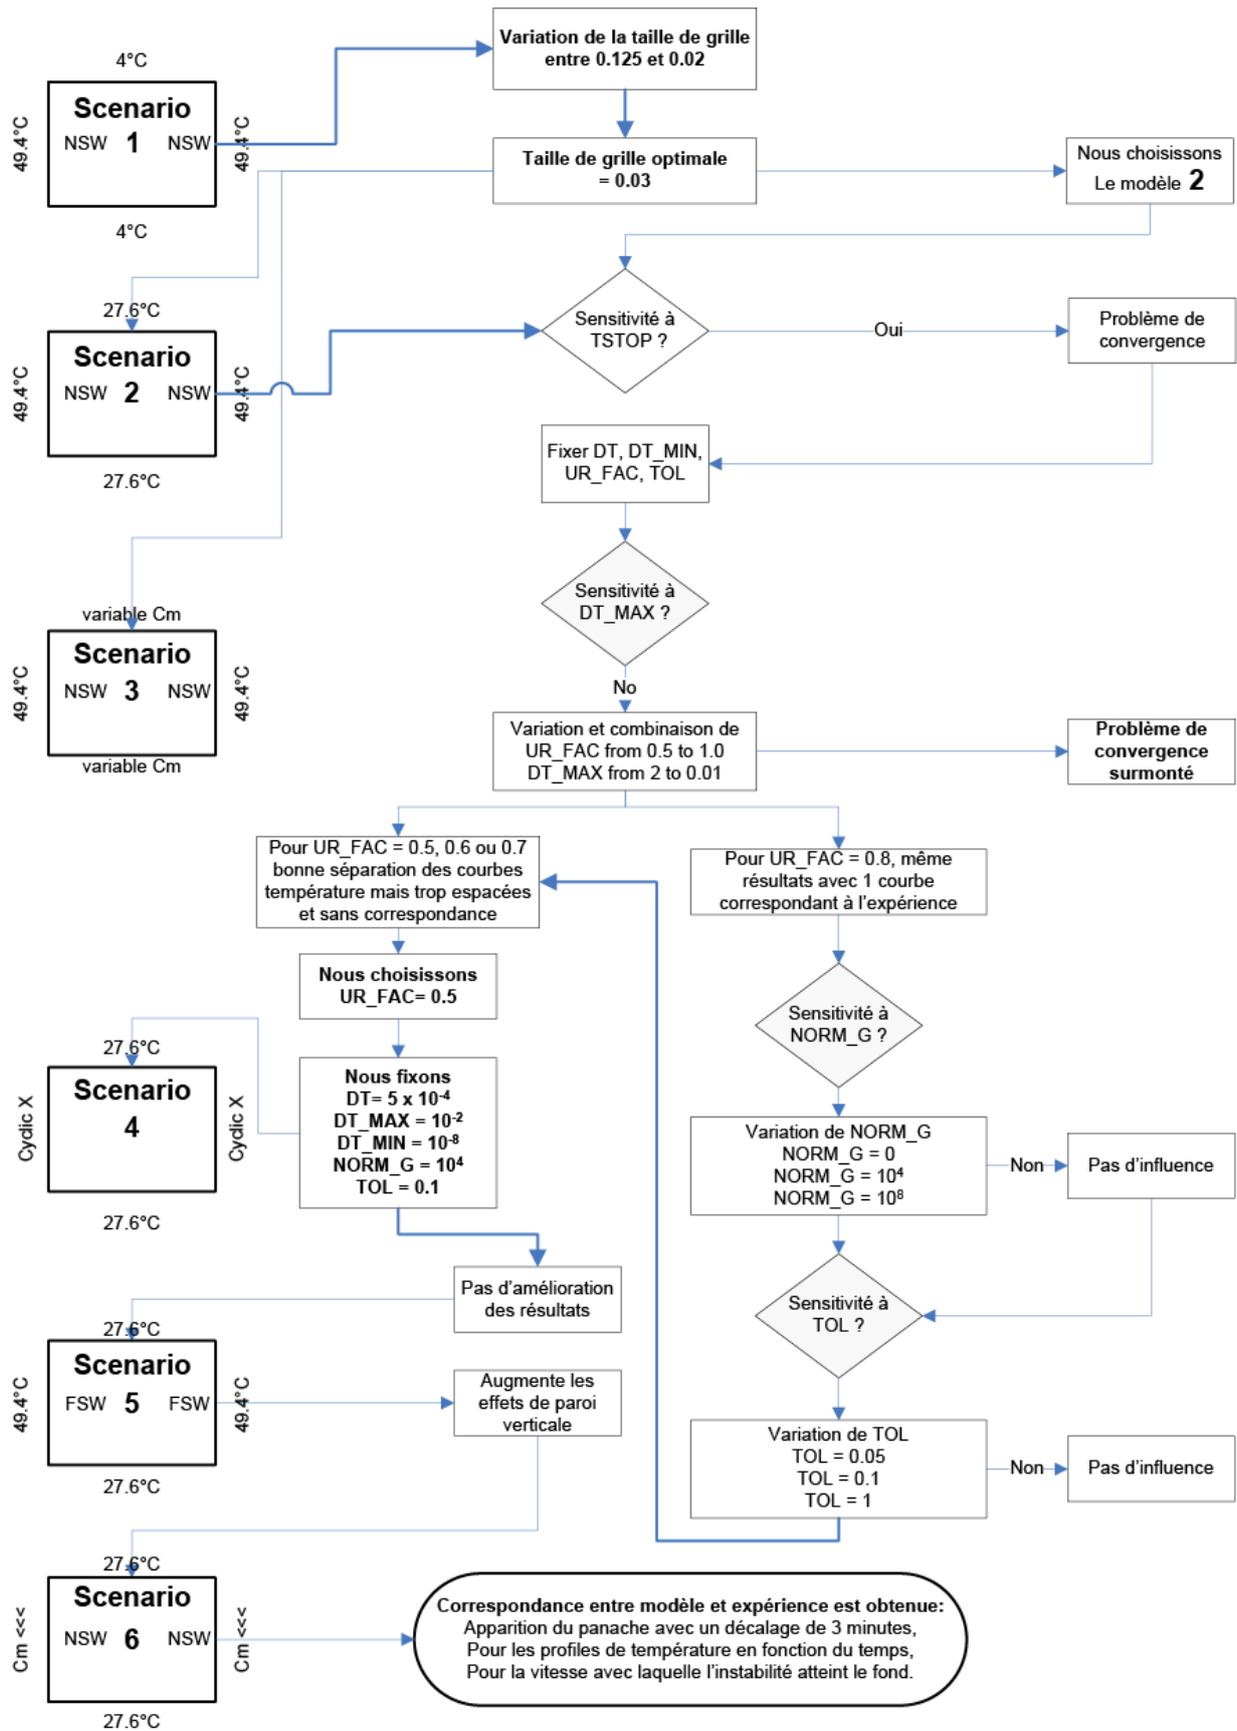 Variation de la taille de grille
entre 0.125 et 0.02
4°C
49.4°C
Scenario
NSW 1 NSW
49.4°C
4°C
Taille de grille optimale
= 0.03
Nous choisissons
Le modèle 2
27.6°C
49.4°C
Scenario
NSW 2 NSW
49.4°C
27.6°C
Sensitivité à
TSTOP ?
Oui
Problème de
convergence
Fixer DT, DT_MIN,
UR_FAC, TOL
Sensitivité à
DT_MAX ?
No
variable Cm
49.4°C
Scenario
NSW 3 NSW
49.4°C
variable Cm
Variation et combinaison de
UR_FAC from 0.5 to 1.0
DT_MAX from 2 to 0.01
Problème de
convergence
surmonté
Pour UR_FAC = 0.5, 0.6 ou 0.7
bonne séparation des courbes
température mais trop espacées
et sans correspondance
Pour UR_FAC = 0.8, même
résultats avec 1 courbe
correspondant à l'expérience
Nous choisissons
UR_FAC= 0.5
Sensitivité à
NORM_G ?
27.6°C
Cyclic X
Scenario
4
Cyclic X
27.6°C
Nous fixons
DT= 5 x 10⁻⁴
DT_MAX = 10⁻²
DT_MIN = 10⁻⁸
NORM_G = 10⁴
TOL = 0.1
Variation de NORM_G
NORM_G = 0
NORM_G = 10⁴
NORM_G = 10⁸
Non
Pas d'influence
Pas d'amélioration
des résultats
Sensitivité à
TOL ?
27.6°C
49.4°C
Scenario
FSW 5 FSW
49.4°C
27.6°C
Augmente les
effets de paroi
verticale
Variation de TOL
TOL = 0.05
TOL = 0.1
TOL = 1
Non
Pas d'influence
27.6°C
Cm <<<
Scenario
NSW 6 NSW
Cm <<<
27.6°C
Correspondance entre modèle et expérience est obtenue:
Apparition du panache avec un décalage de 3 minutes,
Pour les profiles de température en fonction du temps,
Pour la vitesse avec laquelle l'instabilité atteint le fond.